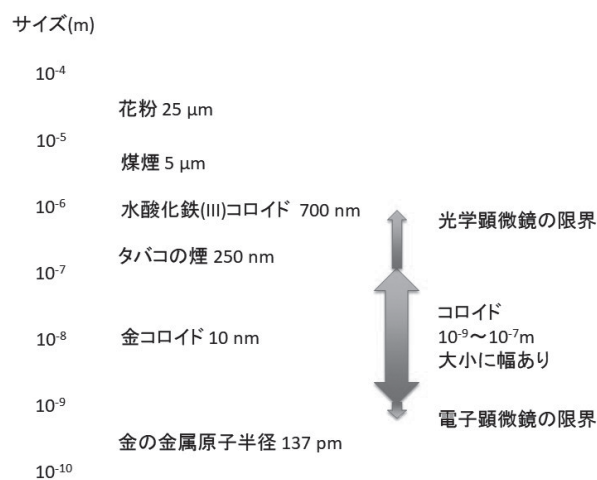 サイズ(m)
10⁻⁴
花粉 25 μm
10⁻⁵
煤煙 5 μm
10⁻⁶
水酸化鉄(III)コロイド 700 nm
光学顕微鏡の限界
タバコの煙 250 nm
10⁻⁷
コロイド
10⁻⁹～10⁻⁷m
大小に幅あり
10⁻⁸
金コロイド 10 nm
10⁻⁹
電子顕微鏡の限界
金の金属原子半径 137 pm
10⁻¹⁰